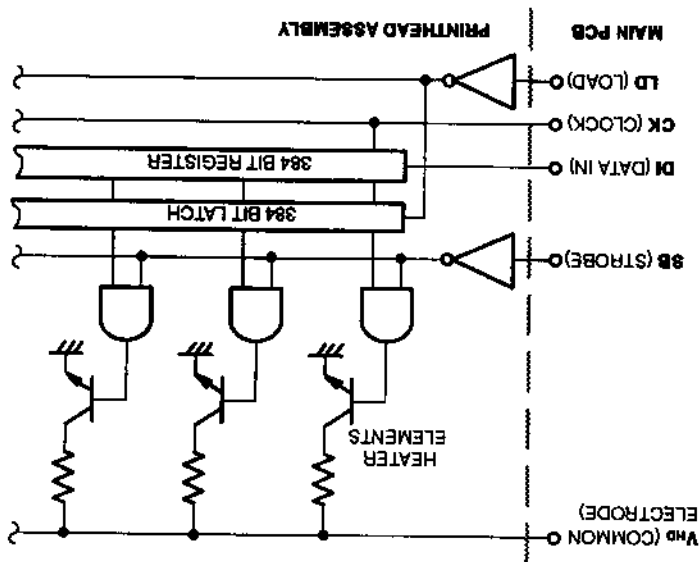 VHD (COMMON
ELECTRODE)
HEATER
ELEMENTS
SB (STROBE)
384 BIT LATCH
DI (DATA IN)
384 BIT REGISTER
CK (CLOCK)
LD (LOAD)
MAIN PCB
PRINTHEAD ASSEMBLY